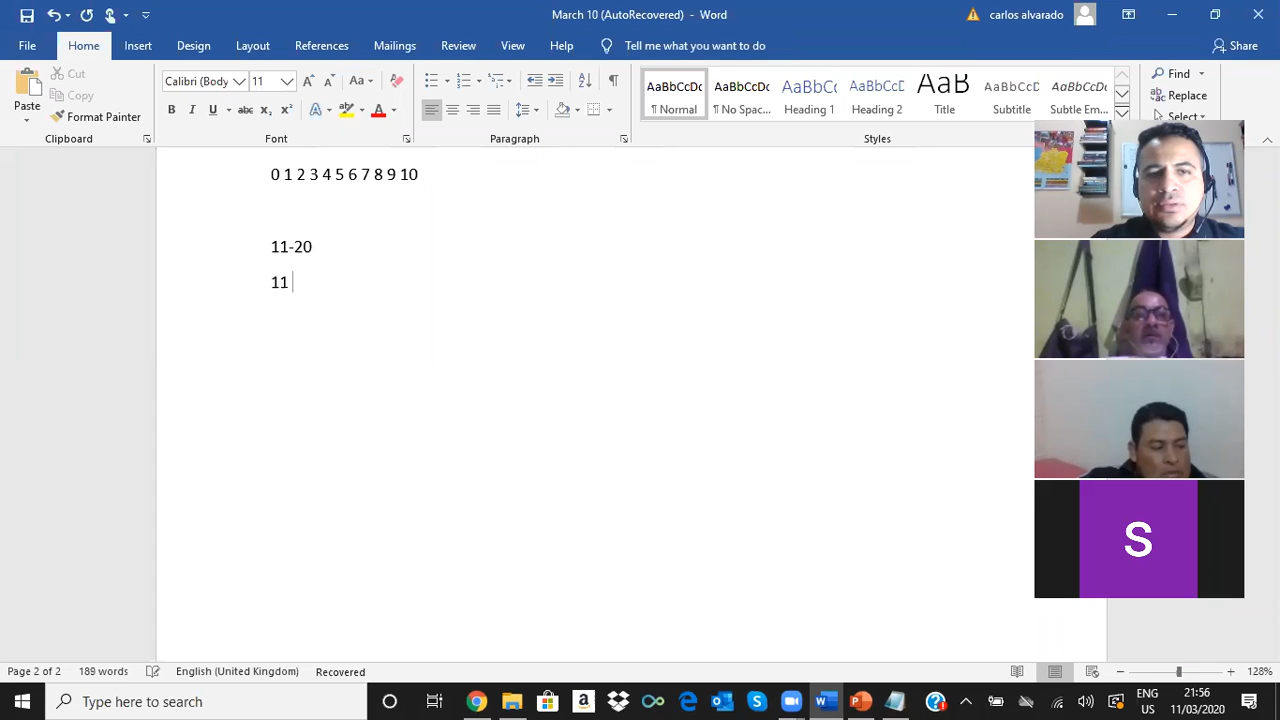 March 10 (AutoRecovered) - Word
carlos alvarado
File Home Insert Design Layout References Mailings Review View Help Tell me what you want to do Share
Paste
Cut
Copy
Format Painter
Clipboard
Calibri (Body 11
Font
Paragraph
AaBbCcDc AaBbCcDc AaBbCc AaBbCcD AaB AaBbCcD AaBbCcDc
¶ Normal ¶ No Spac... Heading 1 Heading 2 Title Subtitle Subtle Em...
Styles
Find
Replace
Select
0 1 2 3 4 5 6 7 8 9 10
11-20
11
S
Page 2 of 2 189 words English (United Kingdom) Recovered 128%
Type here to search
ENG
US
21:56
11/03/2020